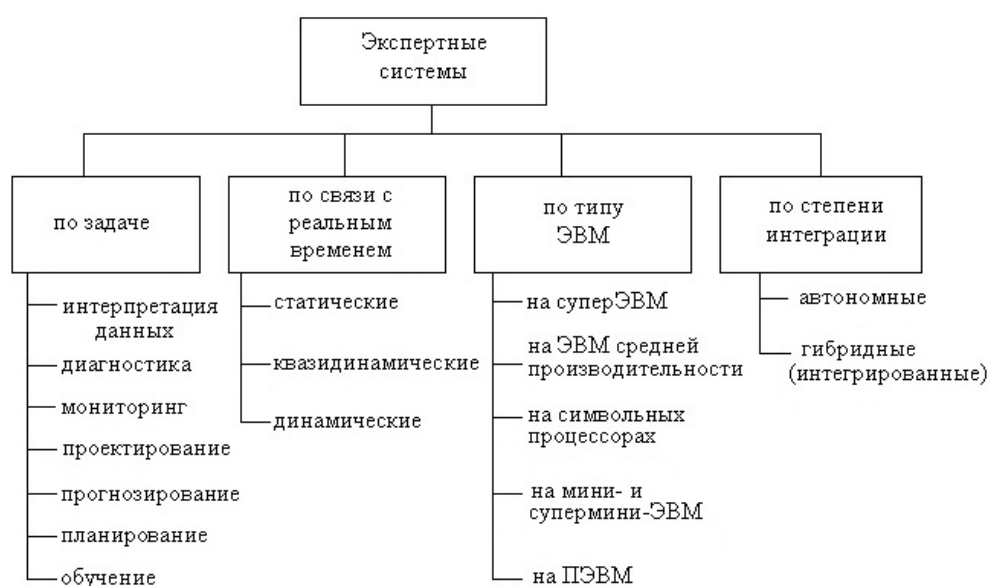 Экспертные
системы
по задаче
интерпретация
данных
диагностика
мониторинг
проектирование
прогнозирование
планирование
обучение
по связи с
реальным
временем
статические
квазидинамические
динамические
по типу
ЭВМ
на суперЭВМ
на ЭВМ средней
производительности
на символьных
процессорах
на мини- и
супермини-ЭВМ
на ПЭВМ
по степени
интеграции
автономные
гибридные
(интегрированные)